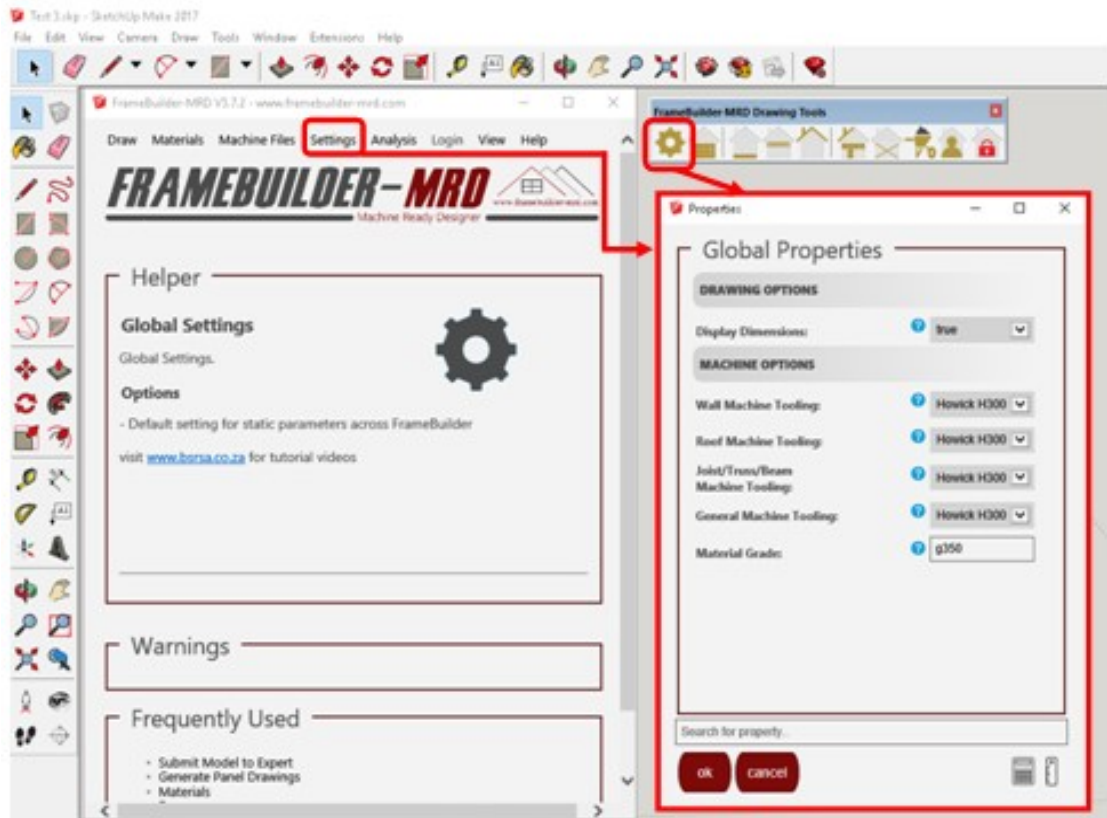 Test 3.skp - SketchUp Make 2017
File Edit View Camera Draw Tools Window Extensions Help
FrameBuilder-MRD V3.7.2 - www.framebuilder-mrd.com
Draw Materials Machine Files Settings Analysis Login View Help
FRAMEBUILDER-MRD
www.framebuilder-mrd.com
Machine Ready Designer
Helper
Global Settings
Global Settings.
Options
- Default setting for static parameters across FrameBuilder
visit www.bsrsa.co.za for tutorial videos
Warnings
Frequently Used
Submit Model to Expert
Generate Panel Drawings
Materials
FrameBuilder-MRD Drawing Tools
Properties
Global Properties
DRAWING OPTIONS
Display Dimensions: true
MACHINE OPTIONS
Wall Machine Tooling: Howick H300
Roof Machine Tooling: Howick H300
Joist/Truss/Beam
Machine Tooling: Howick H300
General Machine Tooling: Howick H300
Material Grade: g350
Search for property..
ok cancel